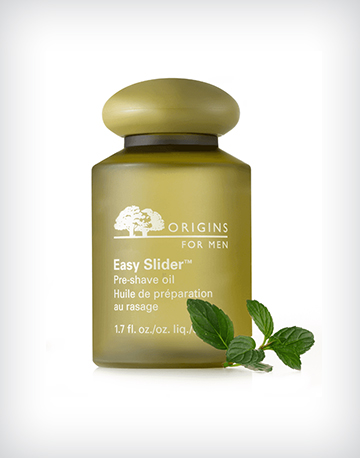 ORIGINS
FOR MEN
Easy Slider™
Pre-shave oil
Huile de préparation
au rasage
1.7 fl. oz./oz. liq./